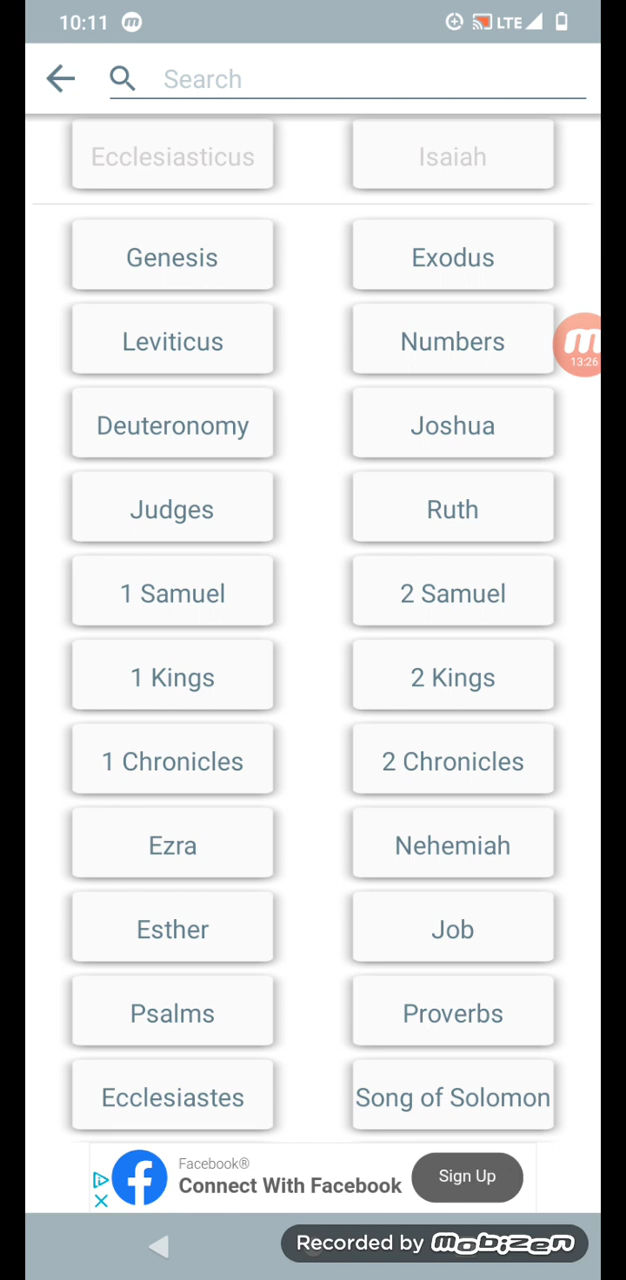 10:11 LTE
Search
Ecclesiasticus Isaiah
Genesis Exodus
Leviticus Numbers
13:26
Deuteronomy Joshua
Judges Ruth
1 Samuel 2 Samuel
1 Kings 2 Kings
1 Chronicles 2 Chronicles
Ezra Nehemiah
Esther Job
Psalms Proverbs
Ecclesiastes Song of Solomon
Facebook®
Connect With Facebook
Sign Up
Recorded by mobizen